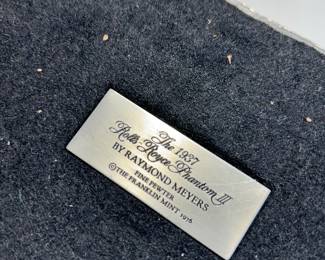 The 1937
Rolls-Royce Phantom III
BY RAYMOND MEYERS
FINE PEWTER
©THE FRANKLIN MINT 1976